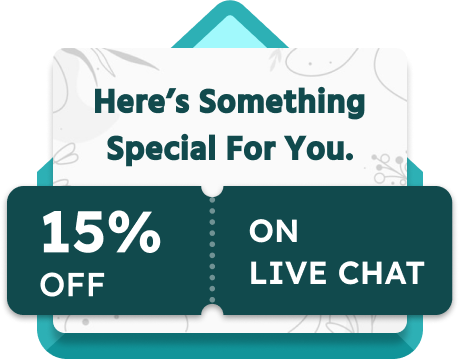 Here's Something
Special For You.
15%
OFF
ON
LIVE CHAT